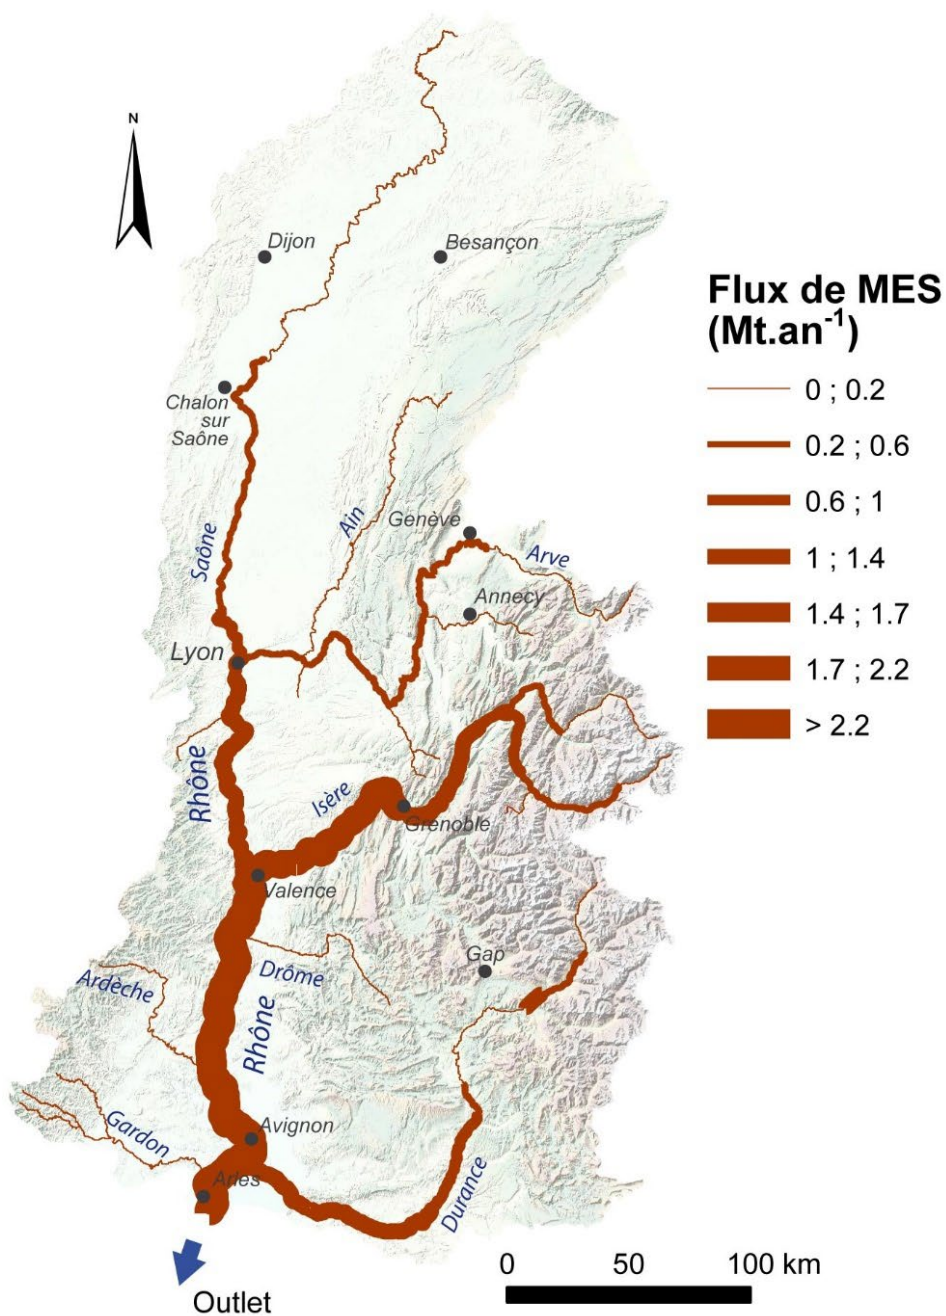 N
Dijon
Besançon
Flux de MES
(Mt.an⁻¹)
0 ; 0.2
0.2 ; 0.6
0.6 ; 1
1 ; 1.4
1.4 ; 1.7
1.7 ; 2.2
> 2.2
Chalon
sur
Saône
Saône
Ain
Genève
Arve
Annecy
Lyon
Rhône
Isère
Grenoble
Valence
Gap
Drôme
Ardèche
Rhône
Avignon
Gardon
Arles
Durance
0 50 100 km
Outlet